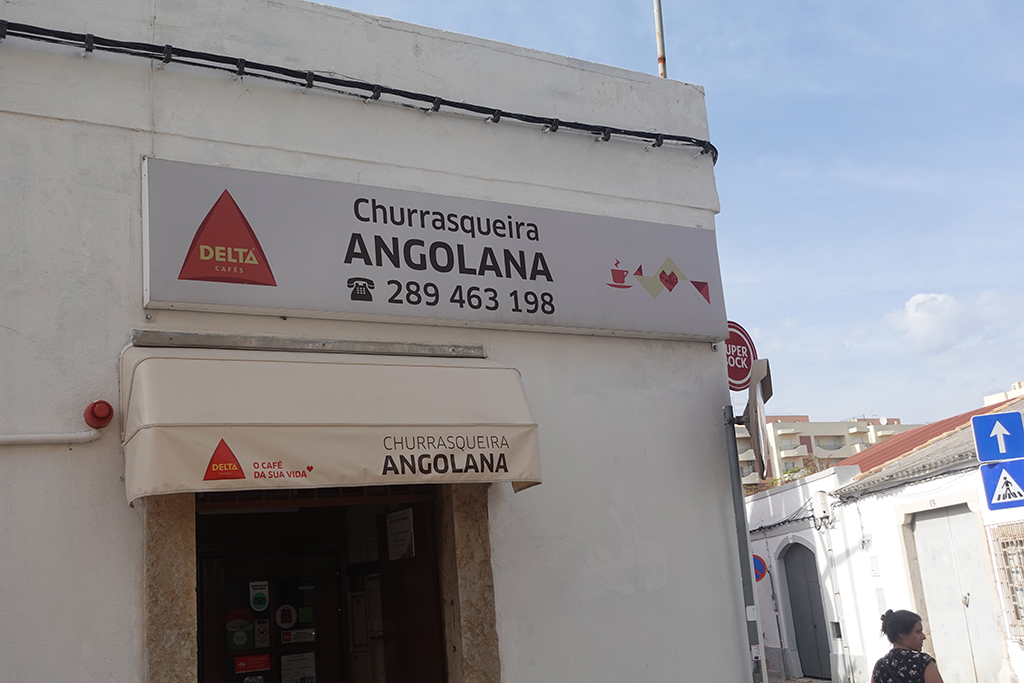 DELTA
CAFÉS
Churrasqueira
ANGOLANA
289 463 198
DELTA
CAFÉS
O CAFÉ
DA SUA VIDA
CHURRASQUEIRA
ANGOLANA